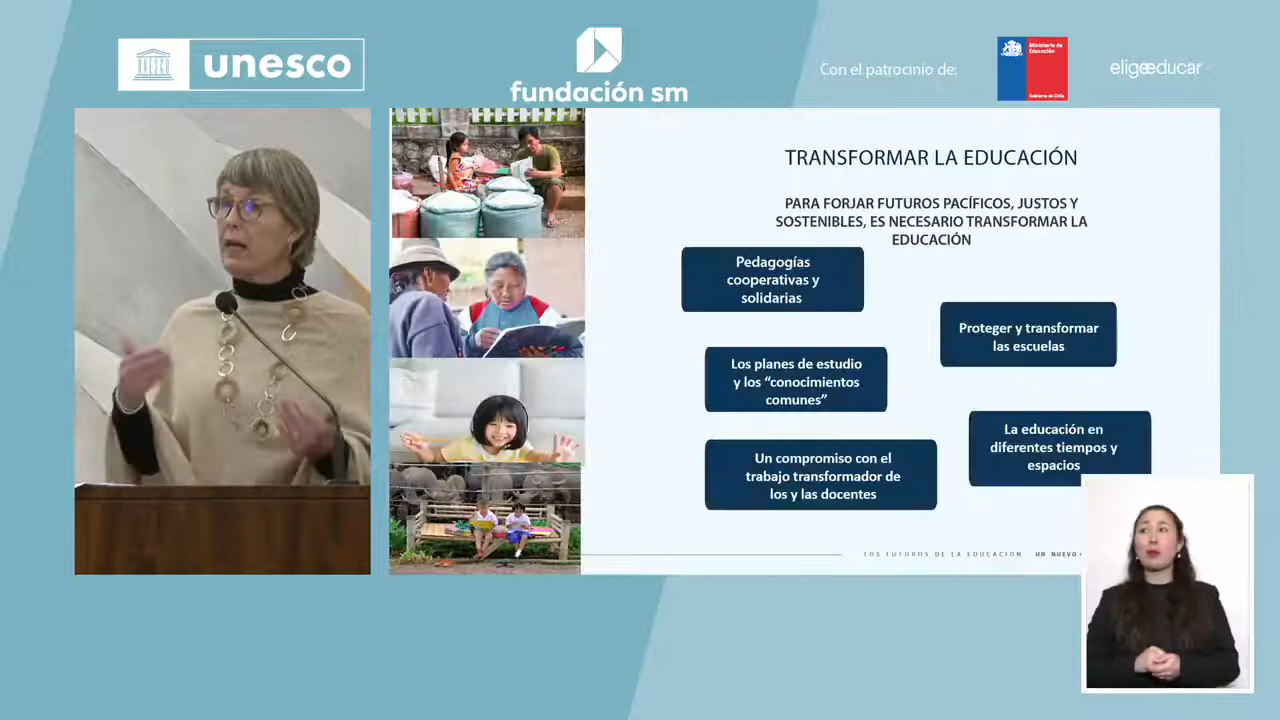 unesco
UNESCO
fundación sm
Con el patrocinio de:
Ministerio de
Educación
Gobierno de Chile
eligeeducar
TRANSFORMAR LA EDUCACIÓN
PARA FORJAR FUTUROS PACÍFICOS, JUSTOS Y
SOSTENIBLES, ES NECESARIO TRANSFORMAR LA
EDUCACIÓN
Pedagogías
cooperativas y
solidarias
Proteger y transformar
las escuelas
Los planes de estudio
y los “conocimientos
comunes”
La educación en
diferentes tiempos y
espacios
Un compromiso con el
trabajo transformador de
los y las docentes
LOS FUTUROS DE LA EDUCACIÓN UN NUEVO